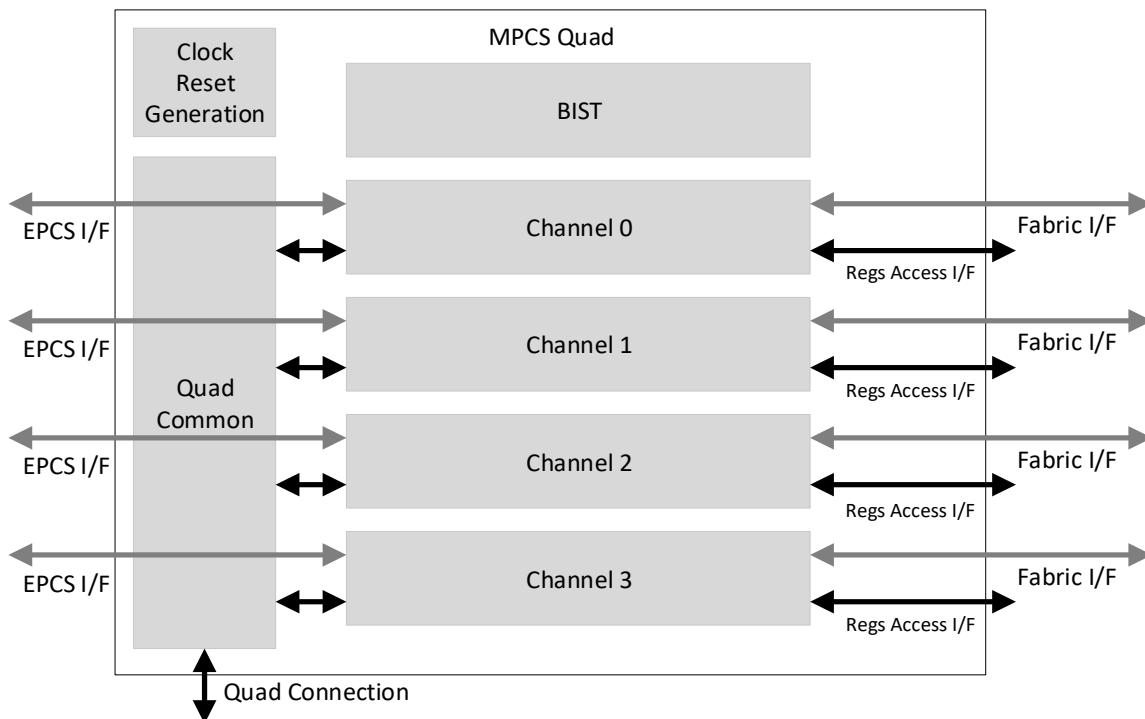 MPCS Quad
Clock
Reset
Generation
BIST
EPCS I/F
Channel 0
Fabric I/F
Regs Access I/F
EPCS I/F
Channel 1
Fabric I/F
Regs Access I/F
Quad
Common
EPCS I/F
Channel 2
Fabric I/F
Regs Access I/F
EPCS I/F
Channel 3
Fabric I/F
Regs Access I/F
Quad Connection